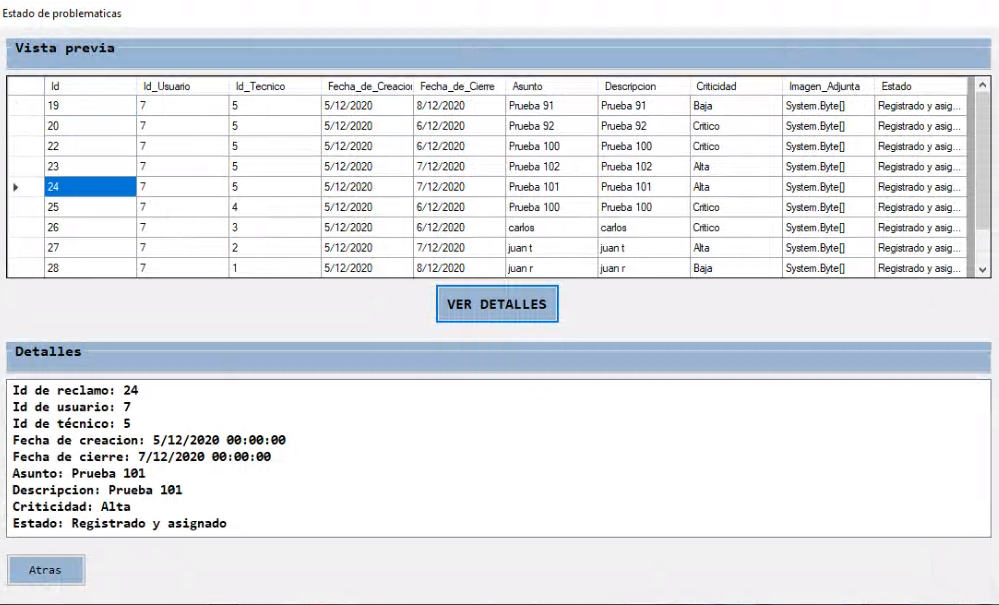 Estado de problematicas
Vista previa
Id Id_Usuario Id_Tecnico Fecha_de_Creacion Fecha_de_Cierre Asunto Descripcion Criticidad Imagen_Adjunta Estado
19 7 5 5/12/2020 8/12/2020 Prueba 91 Prueba 91 Baja System.Byte[] Registrado y asig...
20 7 5 5/12/2020 6/12/2020 Prueba 92 Prueba 92 Critico System.Byte[] Registrado y asig...
22 7 5 5/12/2020 6/12/2020 Prueba 100 Prueba 100 Critico System.Byte[] Registrado y asig...
23 7 5 5/12/2020 7/12/2020 Prueba 102 Prueba 102 Alta System.Byte[] Registrado y asig...
24 7 5 5/12/2020 7/12/2020 Prueba 101 Prueba 101 Alta System.Byte[] Registrado y asig...
25 7 4 5/12/2020 6/12/2020 Prueba 100 Prueba 100 Critico System.Byte[] Registrado y asig...
26 7 3 5/12/2020 6/12/2020 carlos carlos Critico System.Byte[] Registrado y asig...
27 7 2 5/12/2020 7/12/2020 juan t juan t Alta System.Byte[] Registrado y asig...
28 7 1 5/12/2020 8/12/2020 juan r juan r Baja System.Byte[] Registrado y asig...
VER DETALLES
Detalles
Id de reclamo: 24
Id de usuario: 7
Id de técnico: 5
Fecha de creacion: 5/12/2020 00:00:00
Fecha de cierre: 7/12/2020 00:00:00
Asunto: Prueba 101
Descripcion: Prueba 101
Criticidad: Alta
Estado: Registrado y asignado
Atras